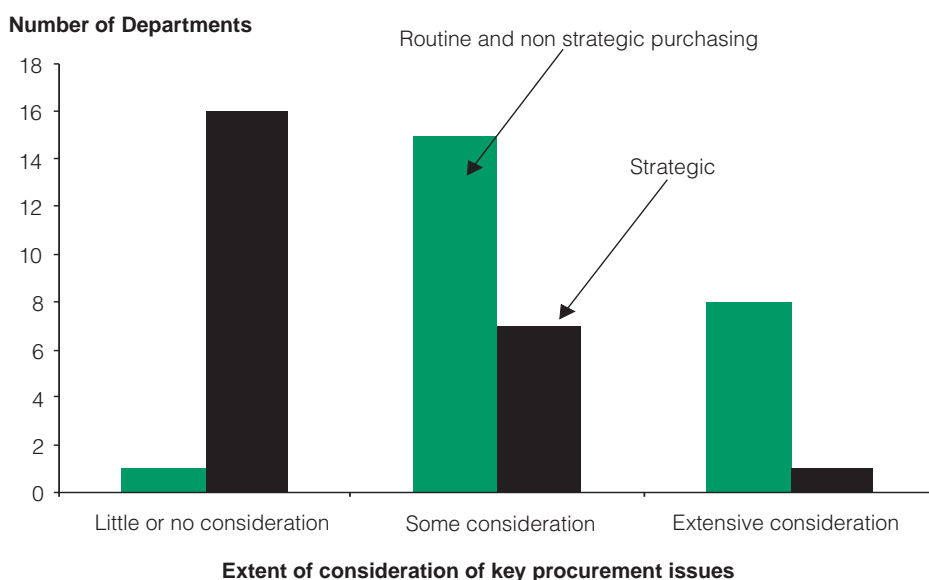 Number of Departments
Routine and non strategic purchasing
18
16
14
Strategic
12
10
8
6
4
2
0
Little or no consideration
Some consideration
Extensive consideration
Extent of consideration of key procurement issues